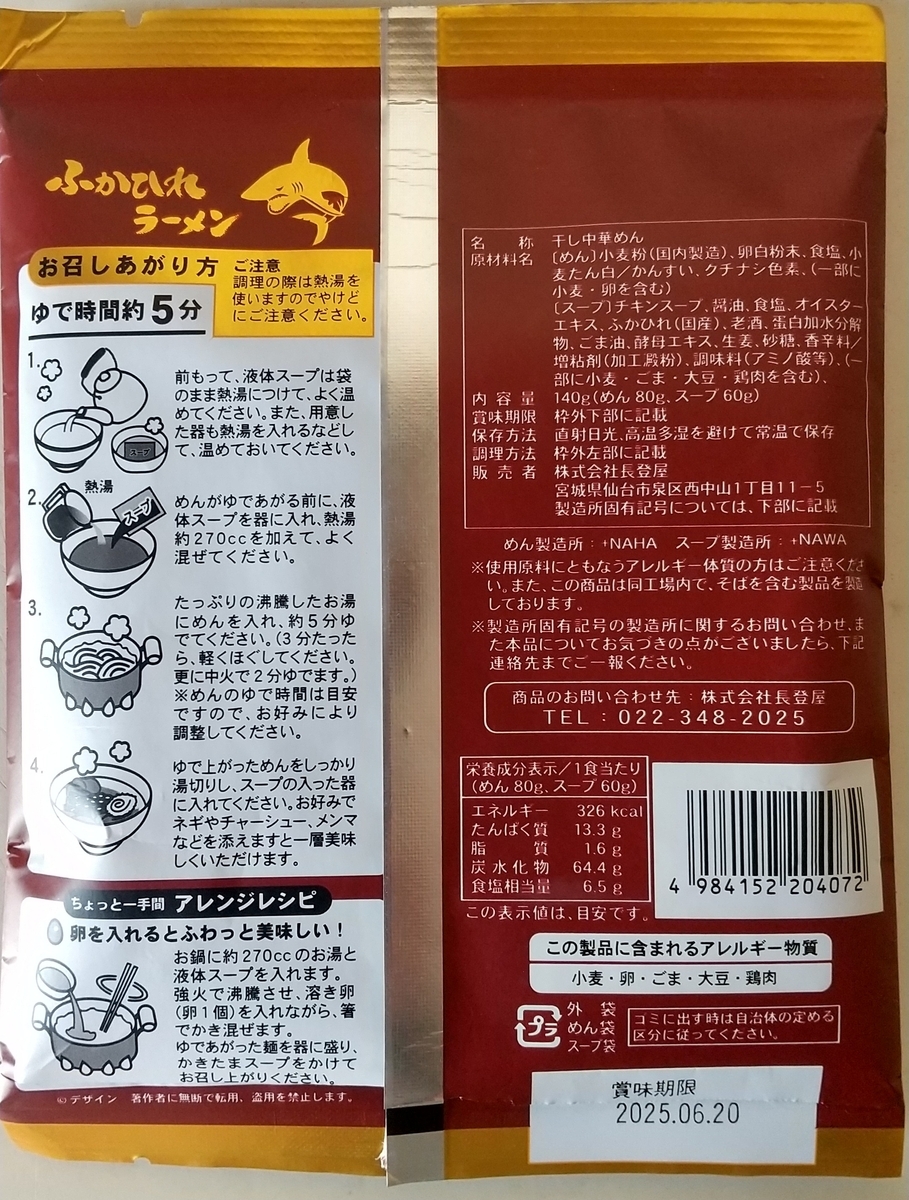 ふかひれ
ラーメン
お召しあがり方
ゆで時間約5分
ご注意
調理の際は熱湯を
使いますのでやけど
にご注意ください。
1.
スープ
前もって、液体スープは袋
のまま熱湯につけて、よく温
めてください。また、用意し
た器も熱湯を入れるなどし
て、温めておいてください。
2.
熱湯
スープ
めんがゆであがる前に、液
体スープを器に入れ、熱湯
約270ccを加えて、よく
混ぜてください。
3.
たっぷりの沸騰したお湯
にめんを入れ、約5分ゆ
でてください。(3分たった
ら、軽くほぐしてください。
更に中火で2分ゆでます。)
※めんのゆで時間は目安
ですので、お好みにより
調整してください。
4.
ゆで上がっためんをしっかり
湯切りし、スープの入った器
に入れてください。お好みで
ネギやチャーシュー、メンマ
などを添えますと一層美味
しくいただけます。
ちょっと一手間 アレンジレシピ
卵を入れるとふわっと美味しい!
お鍋に約270ccのお湯と
液体スープを入れます。
強火で沸騰させ、溶き卵
(卵1個)を入れながら、箸
でかき混ぜます。
ゆであがった麺を器に盛り、
かきたまスープをかけて
お召し上がりください。
©デザイン 著作者に無断で転用、盗用を禁止します。
名称 干し中華めん
原材料名 〔めん〕小麦粉(国内製造)、卵白粉末、食塩、小
麦たん白/かんすい、クチナシ色素、(一部に
小麦・卵を含む)
〔スープ〕チキンスープ、醤油、食塩、オイスター
エキス、ふかひれ(国産)、老酒、蛋白加水分解
物、ごま油、酵母エキス、生姜、砂糖、香辛料/
増粘剤(加工澱粉)、調味料(アミノ酸等)、(一
部に小麦・ごま・大豆・鶏肉を含む)、
内容量 140g(めん80g、スープ60g)
賞味期限 枠外下部に記載
保存方法 直射日光、高温多湿を避けて常温で保存
調理方法 枠外左部に記載
販売者 株式会社長登屋
宮城県仙台市泉区西中山1丁目11-5
製造所固有記号については、下部に記載
めん製造所:+NAHA スープ製造所:+NAWA
※使用原料にともなうアレルギー体質の方はご注意くださ
い。また、この商品は同工場内で、そばを含む製品を製造
しております。
※製造所固有記号の製造所に関するお問い合わせ、ま
た本品についてお気づきの点がございましたら、下記
連絡先までご一報ください。
商品のお問い合わせ先:株式会社長登屋
TEL:022-348-2025
栄養成分表示/1食当たり
(めん80g、スープ60g)
エネルギー 326 kcal
たんぱく質 13.3 g
脂質 1.6 g
炭水化物 64.4 g
食塩相当量 6.5 g
この表示値は、目安です。
4 984152 204072
この製品に含まれるアレルギー物質
小麦・卵・ごま・大豆・鶏肉
プラ
外袋
めん袋
スープ袋
ゴミに出す時は自治体の定める
区分に従ってください。
賞味期限
2025.06.20